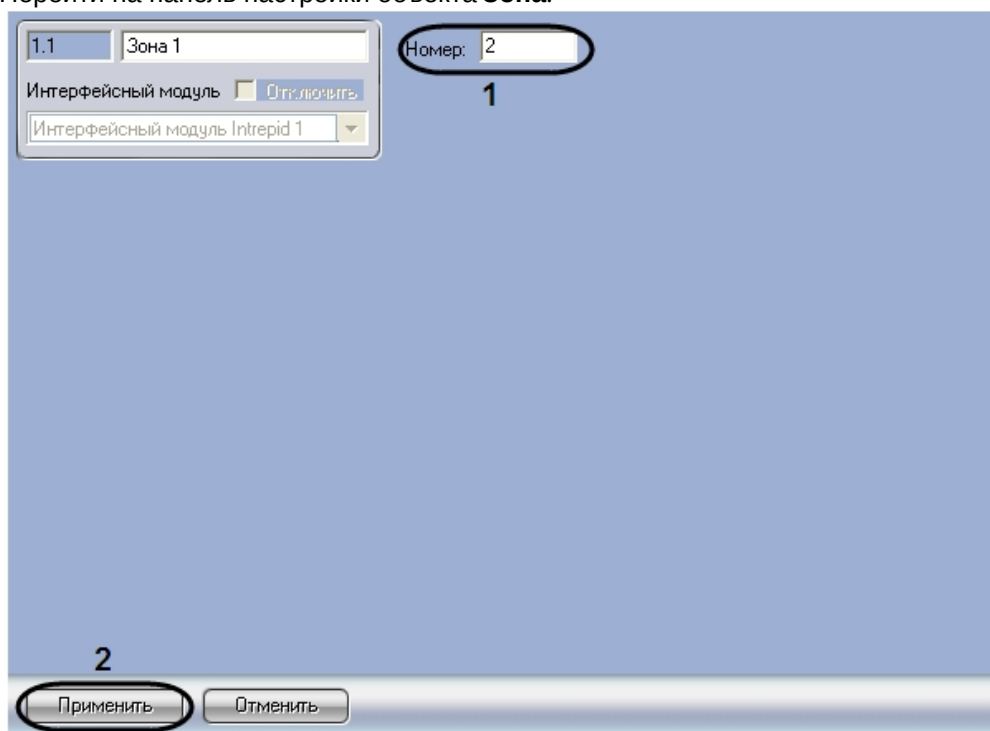 Перейти на панель настройки объекта Зона.
1.1 Зона 1 Номер: 2
1
Интерфейсный модуль Отключить
Интерфейсный модуль Intrepid 1
2
Применить Отменить